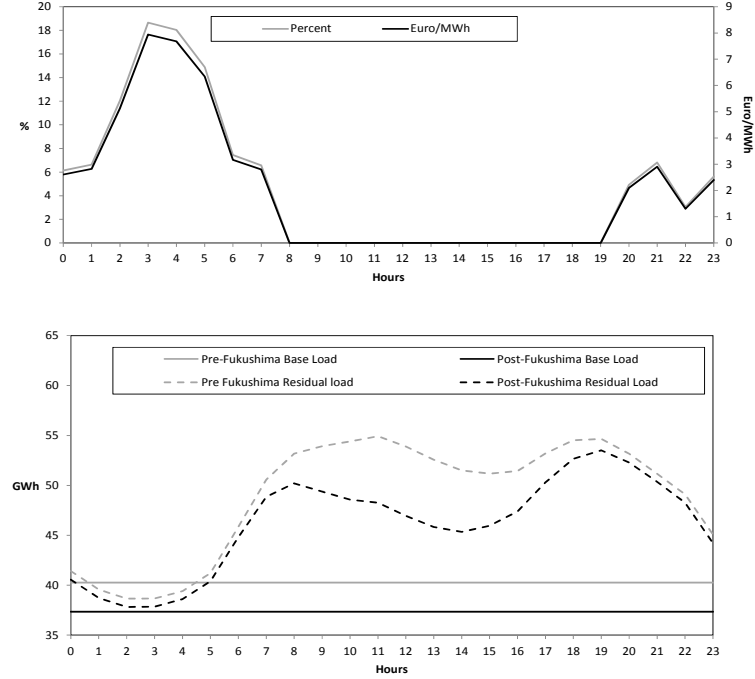 20 9
Percent Euro/MWh
18 8
16 7
14 6
12 5
10
% Euro/MWh
8 4
6 3
4 2
2 1
0 0
0 1 2 3 4 5 6 7 8 9 10 11 12 13 14 15 16 17 18 19 20 21 22 23
Hours
65
Pre-Fukushima Base Load Post-Fukushima Base Load
Pre Fukushima Residual load Post-Fukushima Residual Load
60
55
GWh 50
45
40
35
0 1 2 3 4 5 6 7 8 9 10 11 12 13 14 15 16 17 18 19 20 21 22 23
Hours